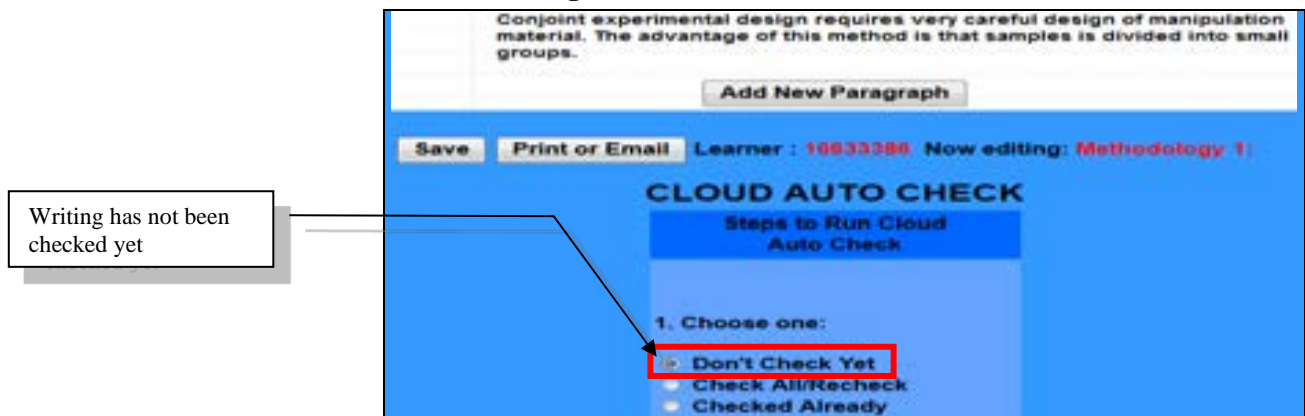 Conjoint experimental design requires very careful design of manipulation
material. The advantage of this method is that samples is divided into small
groups.
Add New Paragraph
Save Print or Email Learner : 16633386 Now editing: Methodology 1:
CLOUD AUTO CHECK
Steps to Run Cloud
Auto Check
Writing has not been
checked yet
1. Choose one:
Don't Check Yet
Check All/Recheck
Checked Already